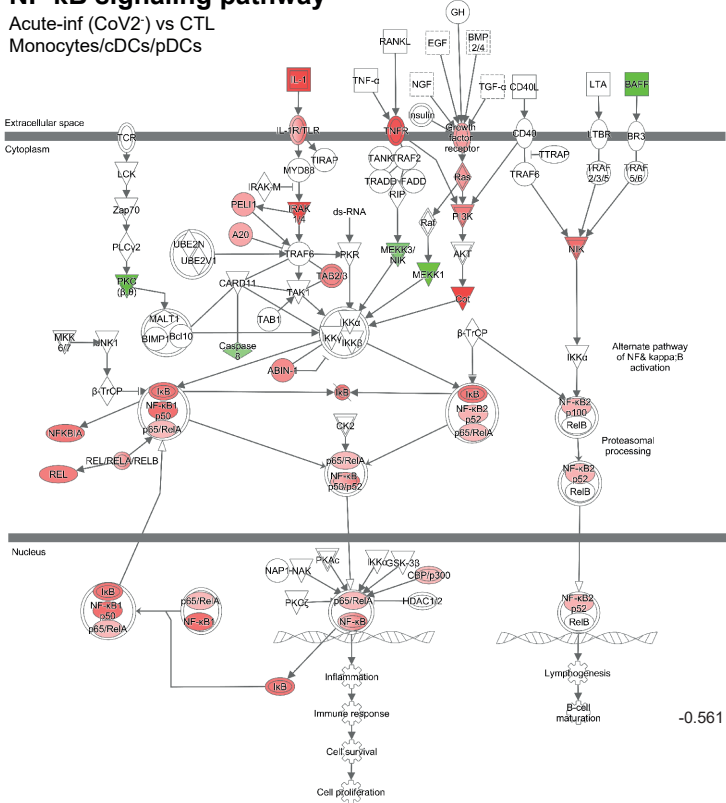 NF-κB signaling pathway
Acute-inf (CoV2-) vs CTL
Monocytes/cDCs/pDCs
GH
RANKL
EGF
BMP
2/4
TNF-α
NGF
TGF-α
CD40L
LTA
BAFF
IL-1
Insulin
Extracellular space
TCR
IL-1R/TLR
TNFR
Growth
factor
receptor
CD40
LTBR
BR3
Cytoplasm
LCK
MYD88
TIRAP
TANK
TRAF2
TRADD
FADD
RIP
Ras
TTRAP
TRAF6
TRAF
2/3/5
TRAF
5/6
IRAK-M
Zap70
PELI1
IRAK
1/4
ds-RNA
Raf
PI3K
PLCγ2
A20
UBE2N
UBE2V1
TRAF6
PKR
MEKK3/
NIK
AKT
NIK
PKC
(β,θ)
CARD11
TAK1
TAB2/3
MEKK1
Cot
MALT1
BIMP1
Bcl10
TAB1
IKKα
IKKγ
IKKβ
β-TrCP
MKK
6/7
JNK1
Caspase
8
ABIN-1
IKKα
Alternate pathway
of NF& kappa;B
activation
β-TrCP
IκB
NF-κB1
p50
p65/RelA
IκB
IκB
NF-κB2
p52
p65/RelA
NF-κB2
p100
RelB
NFKBIA
CK2
Proteasomal
processing
REL
REL/RELA/RELB
p65/RelA
NF-κB
p50/p52
NF-κB2
p52
RelB
Nucleus
NAP1
NAK
PKAc
IKKα
GSK-3β
CBP/p300
PKCζ
p65/RelA
NF-κB
HDAC1/2
IκB
NF-κB1
p50
p65/RelA
p65/RelA
NF-κB1
NF-κB2
p52
RelB
IκB
Inflammation
Immune response
Cell survival
Cell proliferation
Lymphogenesis
B-cell
maturation
-0.561